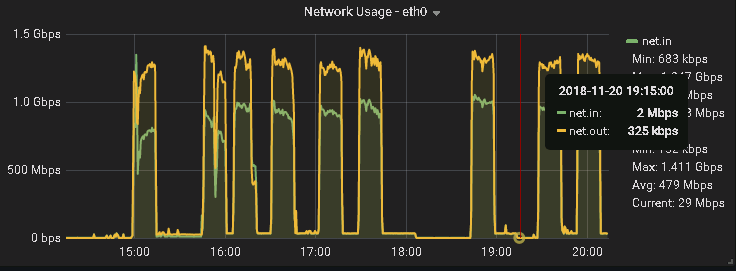 Network Usage - eth0
1.5 Gbps
1.0 Gbps
500 Mbps
0 bps
15:00
16:00
17:00
18:00
19:00
20:00
net.in
Min: 683 kbps
2018-11-20 19:15:00
net.in: 2 Mbps
net.out: 325 kbps
Max: 1.411 Gbps
Avg: 479 Mbps
Current: 29 Mbps